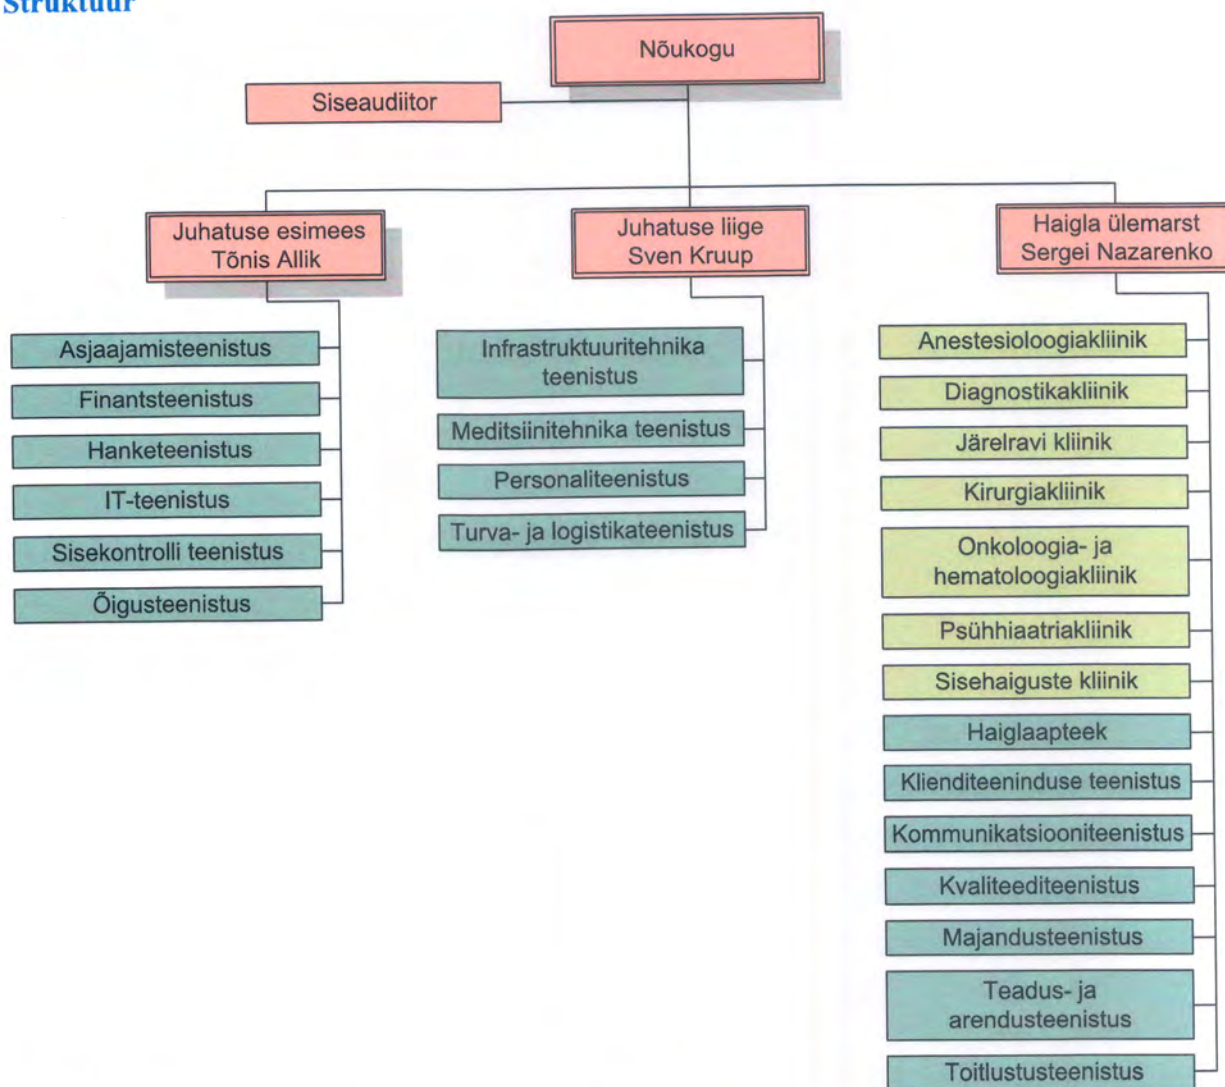 Struktuur
Nõukogu
Siseaudiitor
Juhatuse esimees
Tõnis Allik
Juhatuse liige
Sven Kruup
Haigla ülemarst
Sergei Nazarenko
Asjaajamisteenistus
Finantsteenistus
Hanketeenistus
IT-teenistus
Sisekontrolli teenistus
Õigusteenistus
Infrastruktuuritehnika
teenistus
Meditsiinitehnika teenistus
Personaliteenistus
Turva- ja logistikateenistus
Anestesioloogiakliinik
Diagnostikakliinik
Järelravi kliinik
Kirurgiakliinik
Onkoloogia- ja
hematoloogiakliinik
Psühhiaatriakliinik
Sisehaiguste kliinik
Haiglaapteek
Klienditeeninduse teenistus
Kommunikatsiooniteenistus
Kvaliteediteenistus
Majandusteenistus
Teadus- ja
arendusteenistus
Toitlustusteenistus